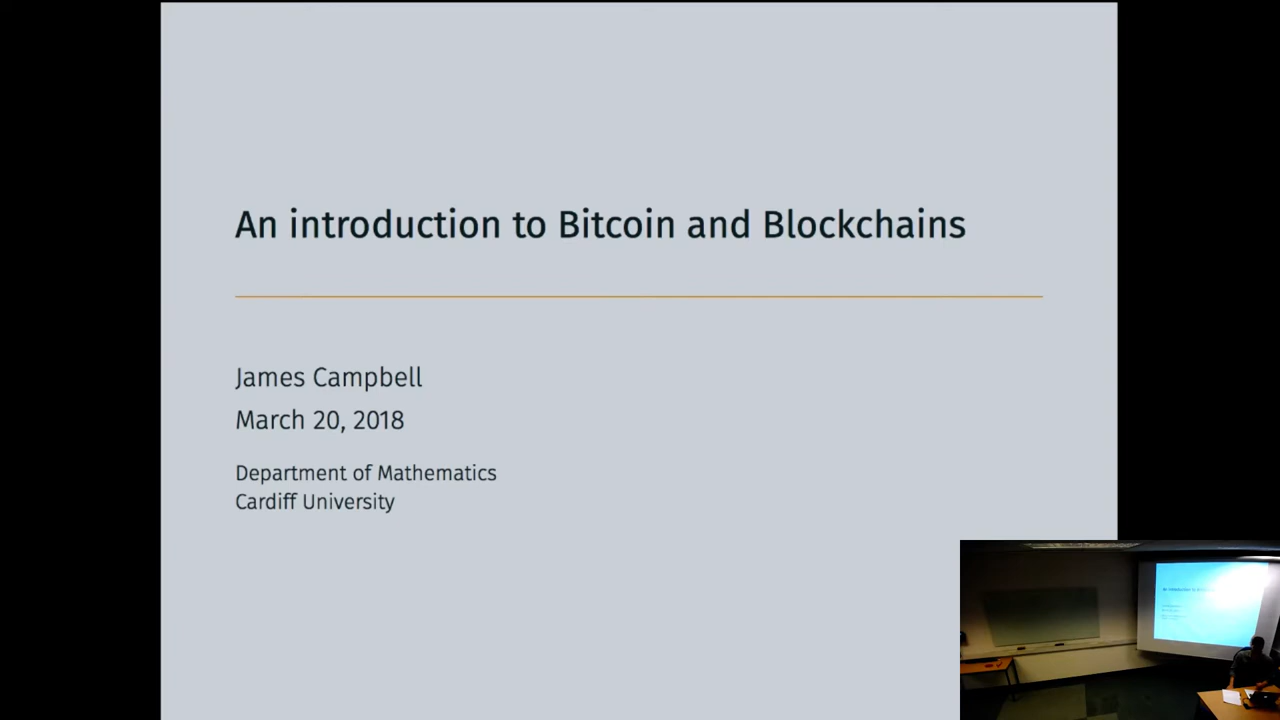 An introduction to Bitcoin and Blockchains
James Campbell
March 20, 2018
Department of Mathematics
Cardiff University